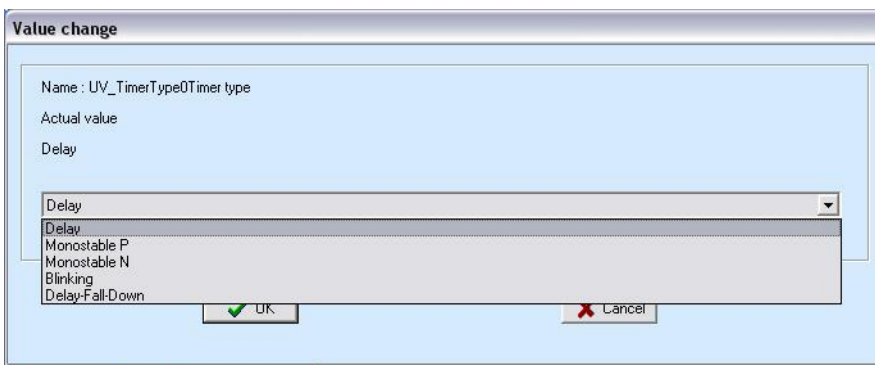 Value change
Name : UV_TimerType0Timer type
Actual value
Delay
Delay
Delay
Monostable P
Monostable N
Blinking
Delay-Fall-Down
OK
Cancel